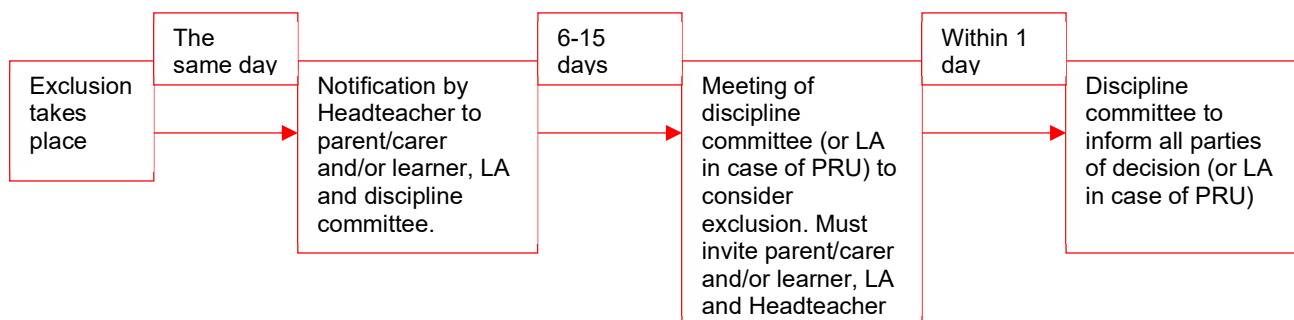 Exclusion
takes
place
The
same day
Notification by
Headteacher to
parent/carer
and/or learner, LA
and discipline
committee.
6-15
days
Meeting of
discipline
committee (or LA
in case of PRU) to
consider
exclusion. Must
invite parent/carer
and/or learner, LA
and Headteacher
Within 1
day
Discipline
committee to
inform all parties
of decision (or LA
in case of PRU)